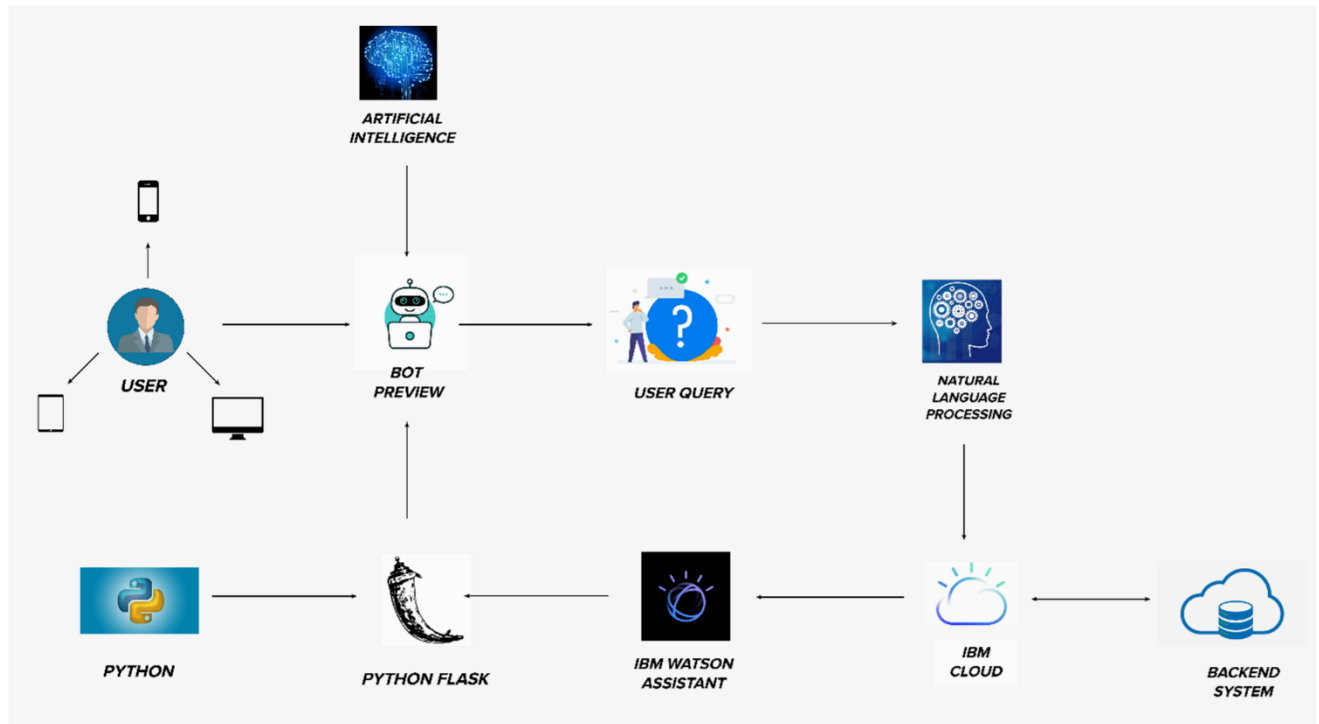 ARTIFICIAL
INTELLIGENCE
USER
BOT
PREVIEW
USER QUERY
NATURAL
LANGUAGE
PROCESSING
PYTHON
PYTHON FLASK
IBM WATSON
ASSISTANT
IBM
CLOUD
BACKEND
SYSTEM